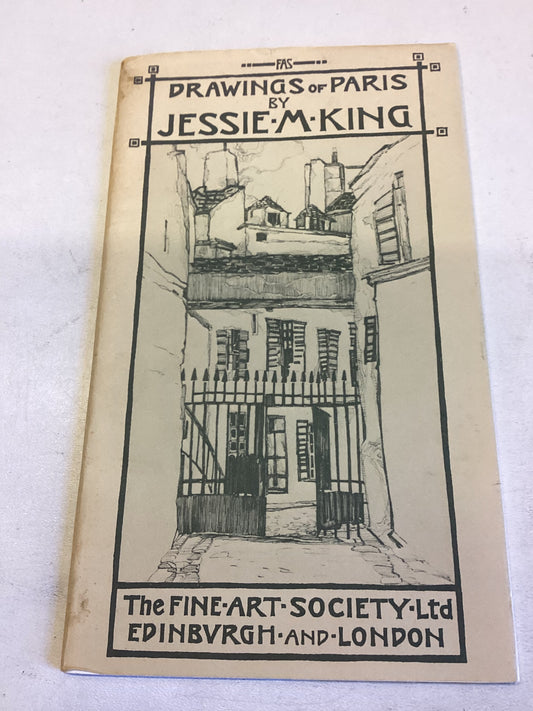 FAS
DRAWINGS OF PARIS
BY
JESSIE·M·KING
The FINE·ART·SOCIETY·Ltd
EDINBVRGH·AND·LONDON